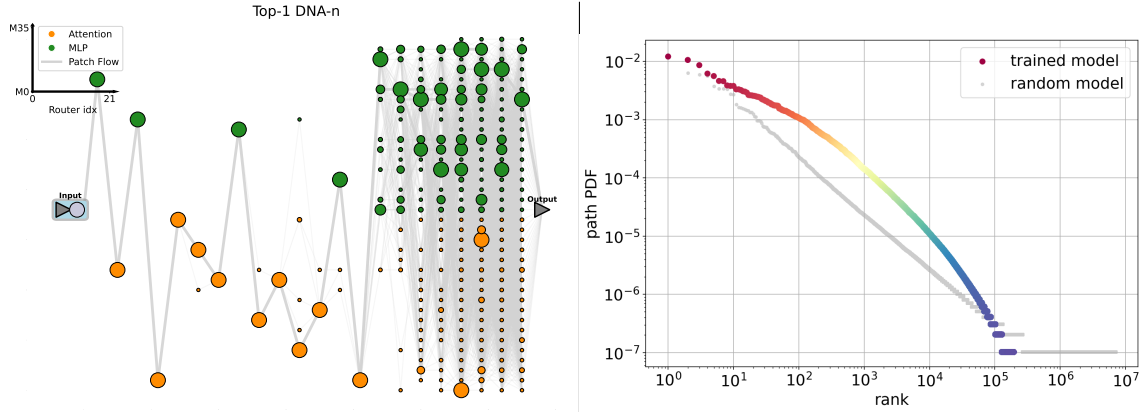 Top-1 DNA-n
M35
M0
0
21
Router idx
Attention
MLP
Patch Flow
Input
Output
path PDF
10⁻²
10⁻³
10⁻⁴
10⁻⁵
10⁻⁶
10⁻⁷
trained model
random model
10⁰
10¹
10²
10³
10⁴
10⁵
10⁶
10⁷
rank